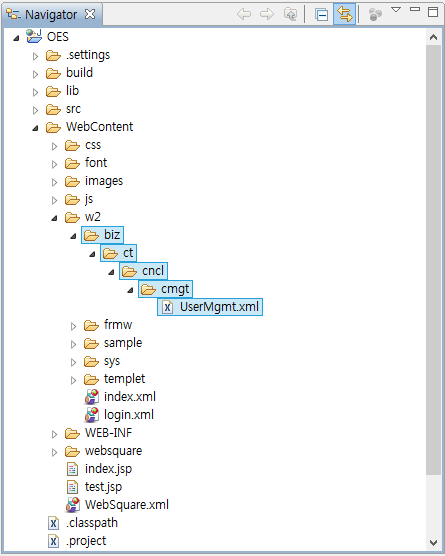 Navigator
OES
.settings
build
lib
src
WebContent
css
font
images
js
w2
biz
ct
cncl
cmgt
UserMgmt.xml
frmw
sample
sys
templet
index.xml
login.xml
WEB-INF
websquare
index.jsp
test.jsp
WebSquare.xml
.classpath
.project